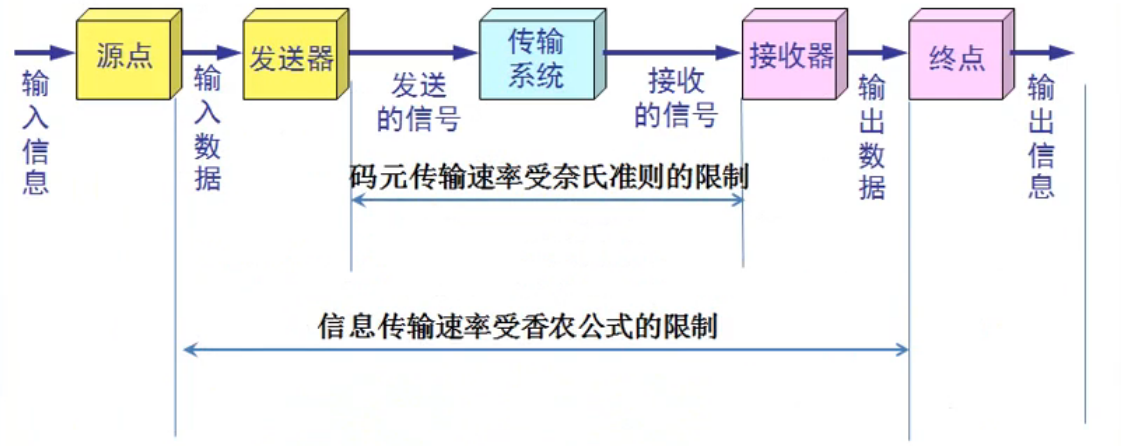 源点
发送器
传输
系统
接收器
终点
输入信息
输入数据
发送
的信号
接收
的信号
输出数据
输出信息
码元传输速率受奈氏准则的限制
信息传输速率受香农公式的限制